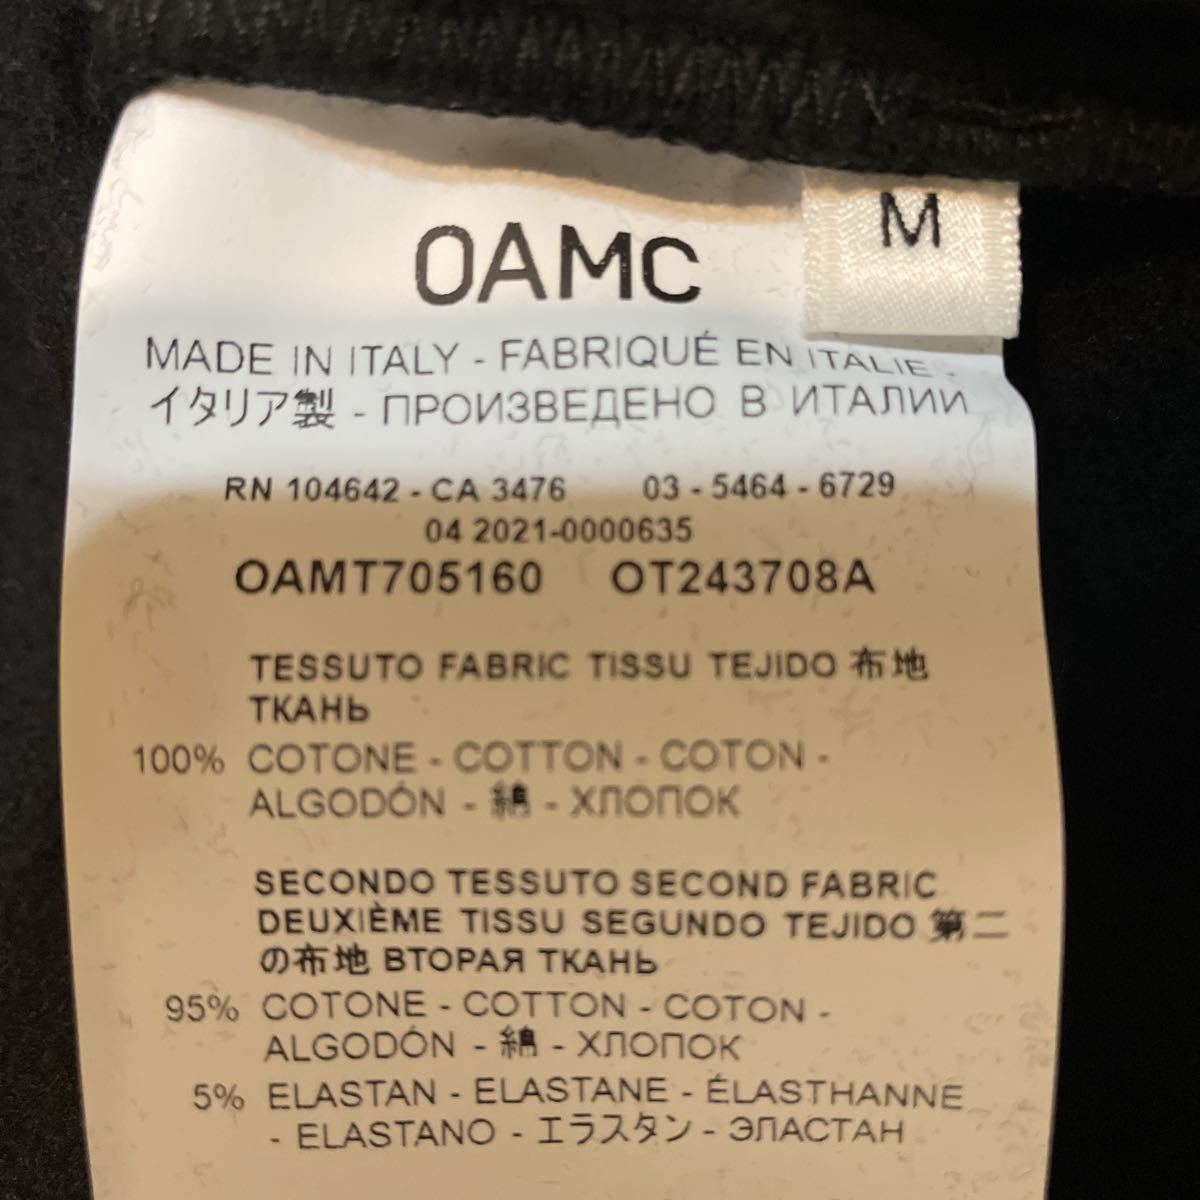 OAMC
M
MADE IN ITALY - FABRIQUÉ EN ITALIE -
イタリア製 - ПРОИЗВЕДЕНО В ИТАЛИИ
RN 104642 - CA 3476 03 - 5464 - 6729
04 2021-0000635
OAMT705160 OT243708A
TESSUTO FABRIC TISSU TEJIDO 布地
ТКАНЬ
100% COTONE - COTTON - COTON -
ALGODÓN - 綿 - ХЛОПОК
SECONDO TESSUTO SECOND FABRIC
DEUXIÈME TISSU SEGUNDO TEJIDO 第二
の布地 ВТОРАЯ ТКАНЬ
95% COTONE - COTTON - COTON -
ALGODÓN - 綿 - ХЛОПОК
5% ELASTAN - ELASTANE - ÉLASTHANNE
- ELASTANO - エラスタン - ЭЛАСТАН